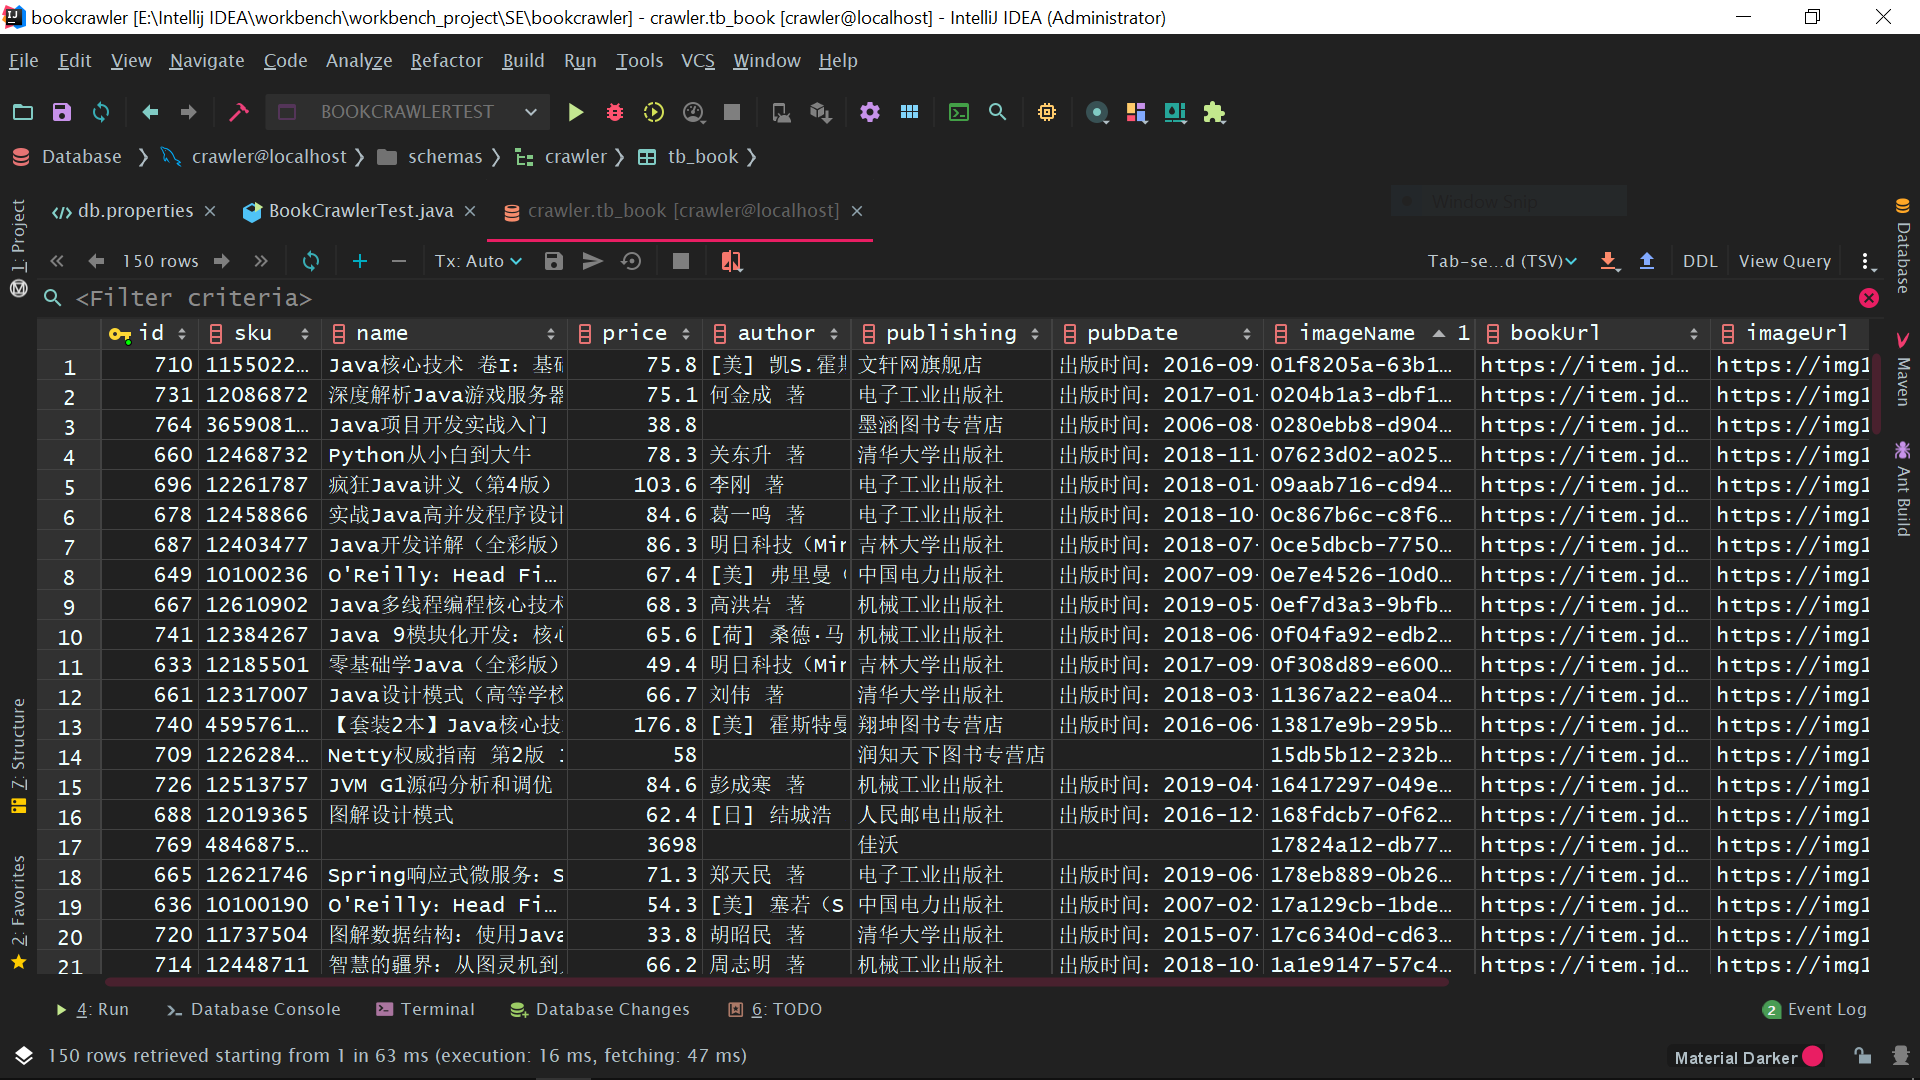 bookcrawler [E:\Intellij IDEA\workbench\workbench_project\SE\bookcrawler] - crawler.tb_book [crawler@localhost] - IntelliJ IDEA (Administrator)
File Edit View Navigate Code Analyze Refactor Build Run Tools VCS Window Help
BOOKCRAWLERTEST
Database crawler@localhost schemas crawler tb_book
db.properties BookCrawlerTest.java crawler.tb_book [crawler@localhost]
Window Snip
150 rows Tx: Auto Tab-se...d (TSV) DDL View Query
<Filter criteria>
id sku name price author publishing pubDate imageName 1 bookUrl imageUrl
1 710 1155022... Java核心技术 卷I：基础 75.8 [美] 凯S.霍斯 文轩网旗舰店 出版时间：2016-09- 01f8205a-63b1... https://item.jd... https://img1
2 731 12086872 深度解析Java游戏服务器 75.1 何金成 著 电子工业出版社 出版时间：2017-01- 0204b1a3-dbf1... https://item.jd... https://img1
3 764 3659081... Java项目开发实战入门 38.8 墨涵图书专营店 出版时间：2006-08- 0280ebb8-d904... https://item.jd... https://img1
4 660 12468732 Python从小白到大牛 78.3 关东升 著 清华大学出版社 出版时间：2018-11- 07623d02-a025... https://item.jd... https://img1
5 696 12261787 疯狂Java讲义（第4版） 103.6 李刚 著 电子工业出版社 出版时间：2018-01- 09aab716-cd94... https://item.jd... https://img1
6 678 12458866 实战Java高并发程序设计 84.6 葛一鸣 著 电子工业出版社 出版时间：2018-10- 0c867b6c-c8f6... https://item.jd... https://img1
7 687 12403477 Java开发详解（全彩版） 86.3 明日科技（Min 吉林大学出版社 出版时间：2018-07- 0ce5dbcb-7750... https://item.jd... https://img1
8 649 10100236 O'Reilly：Head Fi... 67.4 [美] 弗里曼（ 中国电力出版社 出版时间：2007-09- 0e7e4526-10d0... https://item.jd... https://img1
9 667 12610902 Java多线程编程核心技术 68.3 高洪岩 著 机械工业出版社 出版时间：2019-05- 0ef7d3a3-9bfb... https://item.jd... https://img1
10 741 12384267 Java 9模块化开发：核心 65.6 [荷] 桑德·马 机械工业出版社 出版时间：2018-06- 0f04fa92-edb2... https://item.jd... https://img1
11 633 12185501 零基础学Java（全彩版） 49.4 明日科技（Min 吉林大学出版社 出版时间：2017-09- 0f308d89-e600... https://item.jd... https://img1
12 661 12317007 Java设计模式（高等学校 66.7 刘伟 著 清华大学出版社 出版时间：2018-03- 11367a22-ea04... https://item.jd... https://img1
13 740 4595761... 【套装2本】Java核心技 176.8 [美] 霍斯特曼 翔坤图书专营店 出版时间：2016-06- 13817e9b-295b... https://item.jd... https://img1
14 709 1226284... Netty权威指南 第2版 58 润知天下图书专营店 15db5b12-232b... https://item.jd... https://img1
15 726 12513757 JVM G1源码分析和调优 84.6 彭成寒 著 机械工业出版社 出版时间：2019-04- 16417297-049e... https://item.jd... https://img1
16 688 12019365 图解设计模式 62.4 [日] 结城浩 人民邮电出版社 出版时间：2016-12- 168fdcb7-0f62... https://item.jd... https://img1
17 769 4846875... 3698 佳沃 17824a12-db77... https://item.jd... https://img1
18 665 12621746 Spring响应式微服务：S 71.3 郑天民 著 电子工业出版社 出版时间：2019-06- 178eb889-0b26... https://item.jd... https://img1
19 636 10100190 O'Reilly：Head Fi... 54.3 [美] 塞若（S 中国电力出版社 出版时间：2007-02- 17a129cb-1bde... https://item.jd... https://img1
20 720 11737504 图解数据结构：使用Java 33.8 胡昭民 著 清华大学出版社 出版时间：2015-07- 17c6340d-cd63... https://item.jd... https://img1
21 714 12448711 智慧的疆界：从图灵机到 66.2 周志明 著 机械工业出版社 出版时间：2018-10- 1a1e9147-57c4... https://item.jd... https://img1
1: Project
Z: Structure
2: Favorites
Database
Maven
Ant Build
4: Run Database Console Terminal Database Changes 6: TODO 2 Event Log
150 rows retrieved starting from 1 in 63 ms (execution: 16 ms, fetching: 47 ms) Material Darker